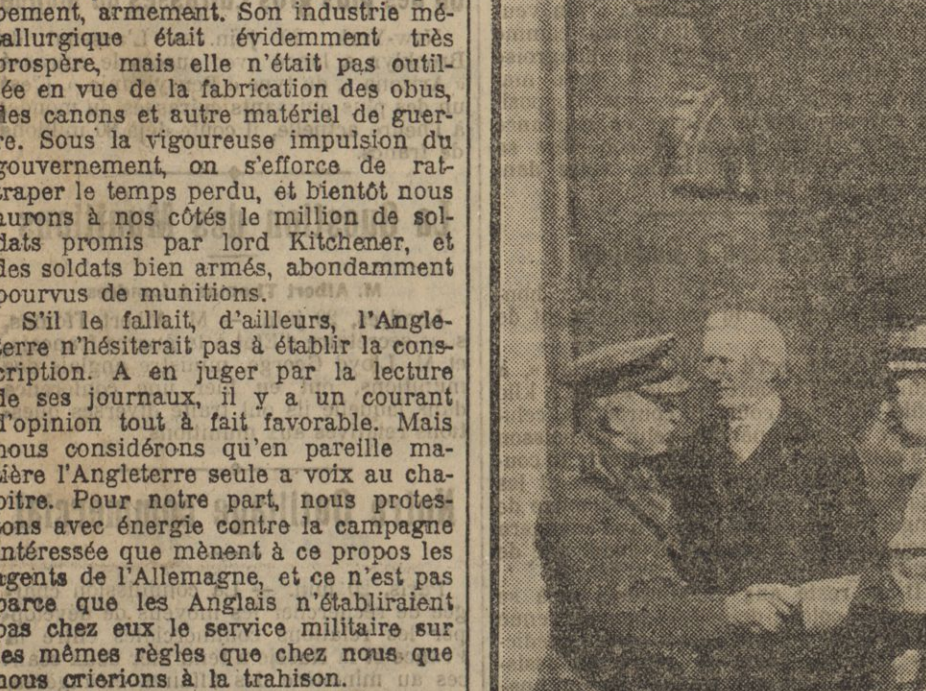 pement, armement. Son industrie mé-
tallurgique était évidemment très
prospère, mais elle n'était pas outil-
lée en vue de la fabrication des obus,
des canons et autre matériel de guer-
re. Sous la vigoureuse impulsion du
gouvernement, on s'efforce de rat-
traper le temps perdu, et bientôt nous
aurons à nos côtés le million de sol-
dats promis par lord Kitchener, et
des soldats bien armés, abondamment
pourvus de munitions.
S'il le fallait, d'ailleurs, l'Angle-
terre n'hésiterait pas à établir la cons-
cription. A en juger par la lecture
de ses journaux, il y a un courant
d'opinion tout à fait favorable. Mais
nous considérons qu'en pareille ma-
tière l'Angleterre seule a voix au cha-
pitre. Pour notre part, nous protes-
tons avec énergie contre la campagne
intéressée que mènent à ce propos les
agents de l'Allemagne, et ce n'est pas
parce que les Anglais n'établiraient
pas chez eux le service militaire sur
les mêmes règles que chez nous que
nous crierions à la trahison.